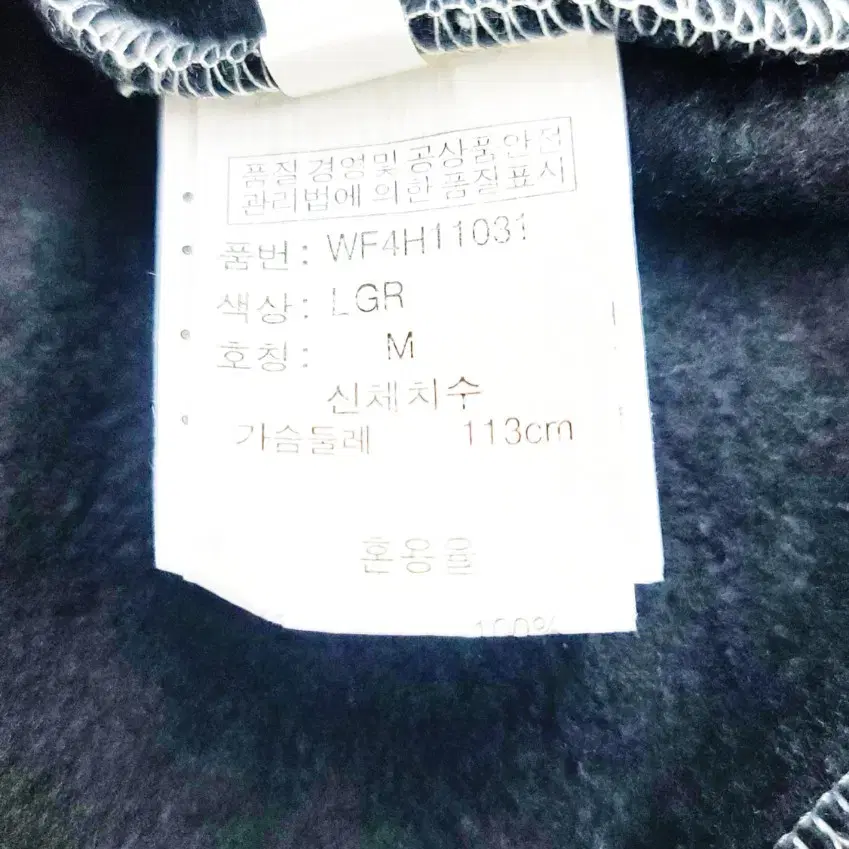 품질 경영및 공상품안전
관리법에 의한 품질표시
품번: WF4H11031
색상: LGR
호칭: M
신체치수
가슴둘레 113cm
혼용율
100%